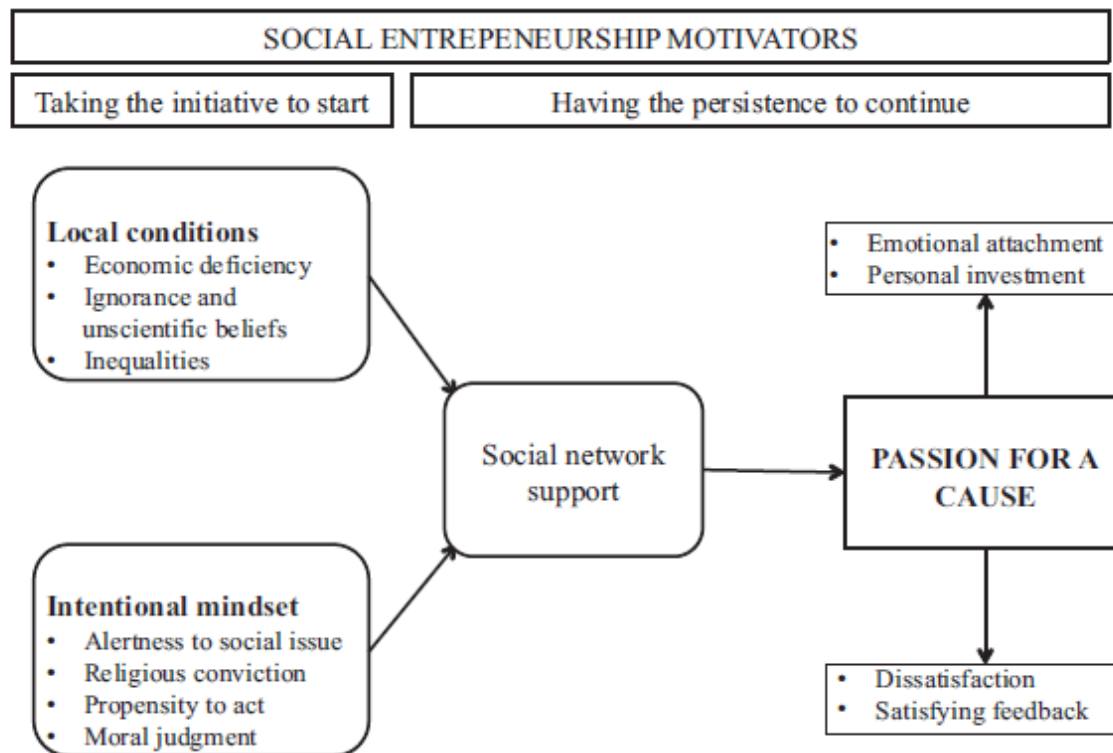 SOCIAL ENTREPENEURSHIP MOTIVATORS
Taking the initiative to start
Having the persistence to continue
Local conditions
• Economic deficiency
• Ignorance and
unscientific beliefs
• Inequalities
Intentional mindset
• Alertness to social issue
• Religious conviction
• Propensity to act
• Moral judgment
Social network
support
• Emotional attachment
• Personal investment
PASSION FOR A
CAUSE
• Dissatisfaction
• Satisfying feedback